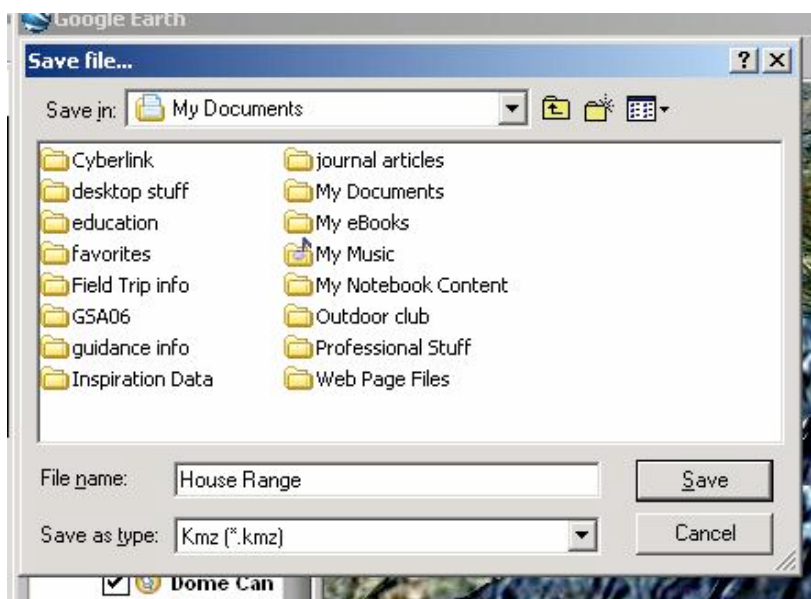 Google Earth
Save file...
Save in: My Documents
Cyberlink
desktop stuff
education
favorites
Field Trip info
GSA06
guidance info
Inspiration Data
journal articles
My Documents
My eBooks
My Music
My Notebook Content
Outdoor club
Professional Stuff
Web Page Files
File name: House Range
Save
Save as type: Kmz (*.kmz)
Cancel
Dome Can